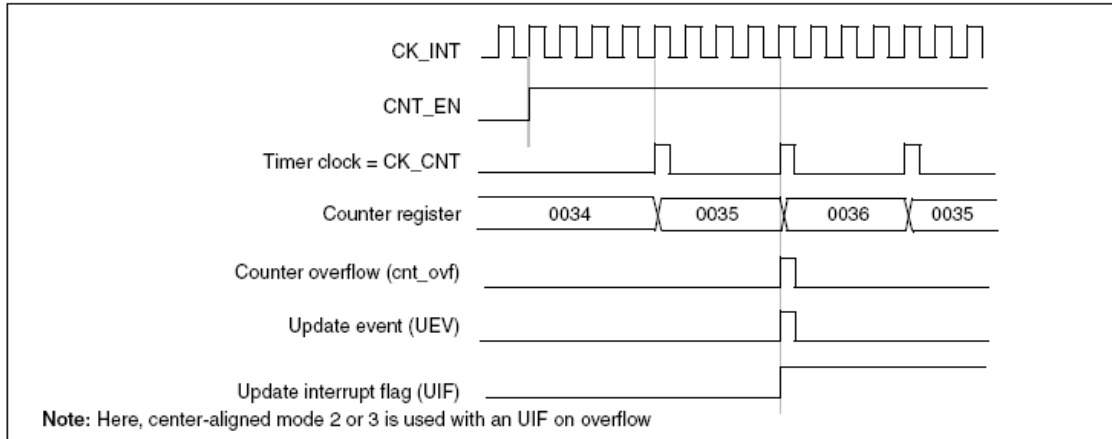 CK_INT
CNT_EN
Timer clock = CK_CNT
Counter register
0034
0035
0036
0035
Counter overflow (cnt_ovf)
Update event (UEV)
Update interrupt flag (UIF)
Note: Here, center-aligned mode 2 or 3 is used with an UIF on overflow